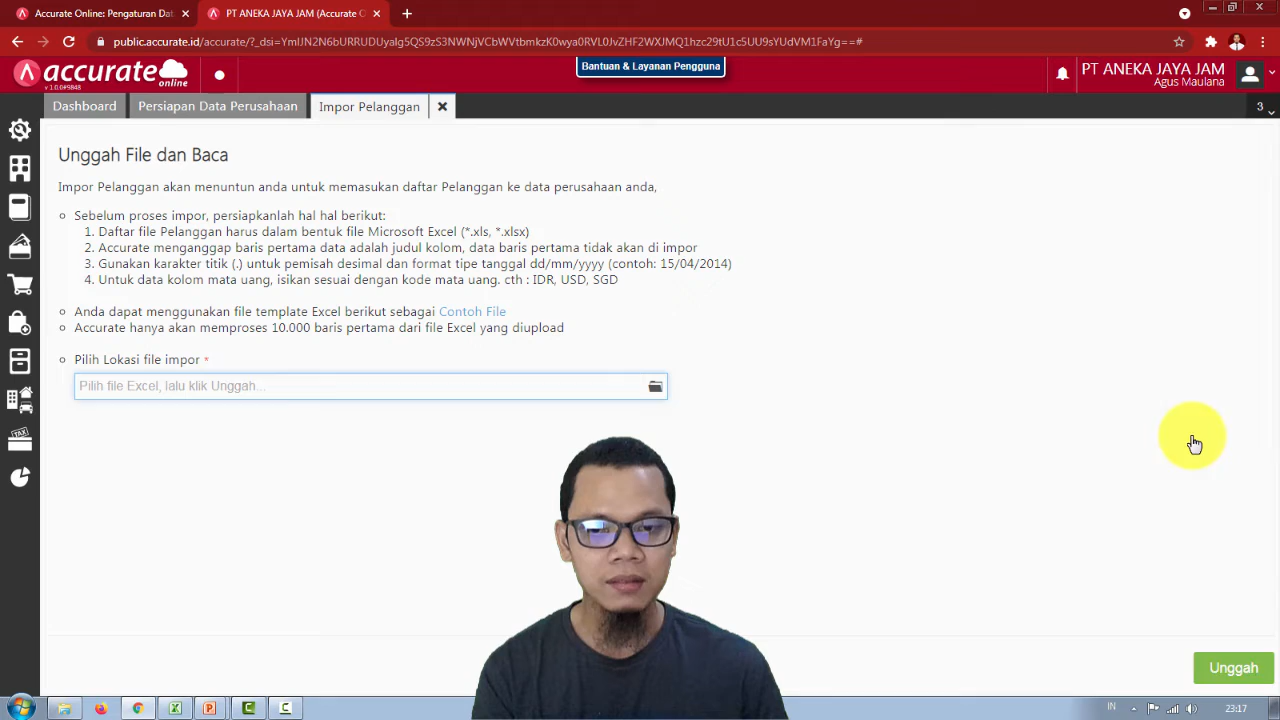 Accurate Online: Pengaturan Dat
PT ANEKA JAYA JAM (Accurate O
public.accurate.id/accurate/?_dsi=
accurate
online
v 1.0.0#9848
Bantuan & Layanan Pengguna
PT ANEKA JAYA JAM
Agus Maulana
Dashboard
Persiapan Data Perusahaan
Impor Pelanggan
3
Unggah File dan Baca
Impor Pelanggan akan menuntun anda untuk memasukan daftar Pelanggan ke data perusahaan anda,
Sebelum proses impor, persiapkanlah hal hal berikut:
1. Daftar file Pelanggan harus dalam bentuk file Microsoft Excel (*.xls, *.xlsx)
2. Accurate menganggap baris pertama data adalah judul kolom, data baris pertama tidak akan di impor
3. Gunakan karakter titik (.) untuk pemisah desimal dan format tipe tanggal dd/mm/yyyy (contoh: 15/04/2014)
4. Untuk data kolom mata uang, isikan sesuai dengan kode mata uang. cth : IDR, USD, SGD
Anda dapat menggunakan file template Excel berikut sebagai Contoh File
Accurate hanya akan memproses 10.000 baris pertama dari file Excel yang diupload
Pilih Lokasi file impor *
Pilih file Excel, lalu klik Unggah...
TAX
Unggah
IN
23:17